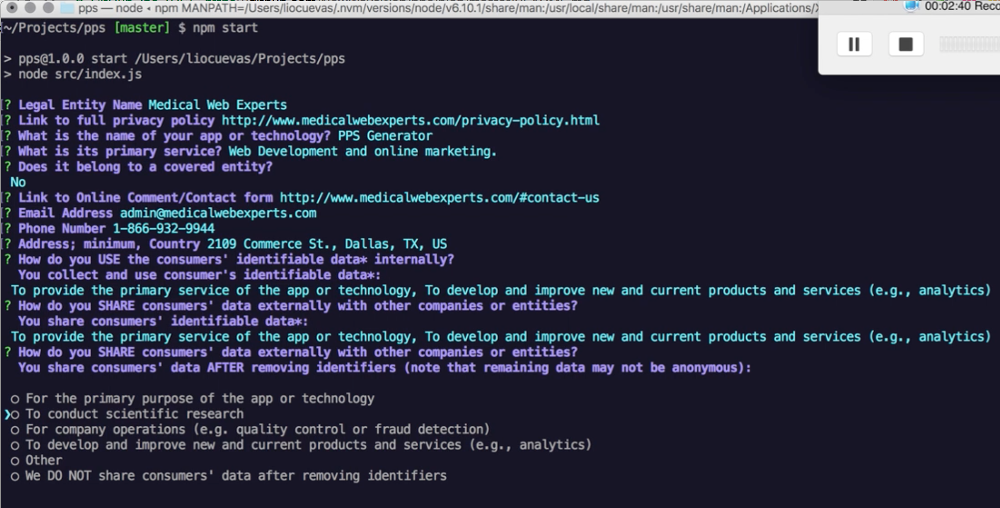 pps — node ◂ npm MANPATH=/Users/liocuevas/.nvm/versions/node/v6.10.1/share/man:/usr/local/share/man:/usr/share/man:/Applications/
00:02:40
~/Projects/pps [master] $ npm start
> pps@1.0.0 start /Users/liocuevas/Projects/pps
> node src/index.js
[? Legal Entity Name Medical Web Experts
[? Link to full privacy policy http://www.medicalwebexperts.com/privacy-policy.html
[? What is the name of your app or technology? PPS Generator
[? What is its primary service? Web Development and online marketing.
? Does it belong to a covered entity?
No
[? Link to Online Comment/Contact form http://www.medicalwebexperts.com/#contact-us
[? Email Address admin@medicalwebexperts.com
[? Phone Number 1-866-932-9944
[? Address; minimum, Country 2109 Commerce St., Dallas, TX, US
? How do you USE the consumers' identifiable data* internally?
You collect and use consumer's identifiable data*:
To provide the primary service of the app or technology, To develop and improve new and current products and services (e.g., analytics)
? How do you SHARE consumers' data externally with other companies or entities?
You share consumers' identifiable data*:
To provide the primary service of the app or technology, To develop and improve new and current products and services (e.g., analytics)
? How do you SHARE consumers' data externally with other companies or entities?
You share consumers' data AFTER removing identifiers (note that remaining data may not be anonymous):
○ For the primary purpose of the app or technology
❯○ To conduct scientific research
○ For company operations (e.g. quality control or fraud detection)
○ To develop and improve new and current products and services (e.g., analytics)
○ Other
○ We DO NOT share consumers' data after removing identifiers